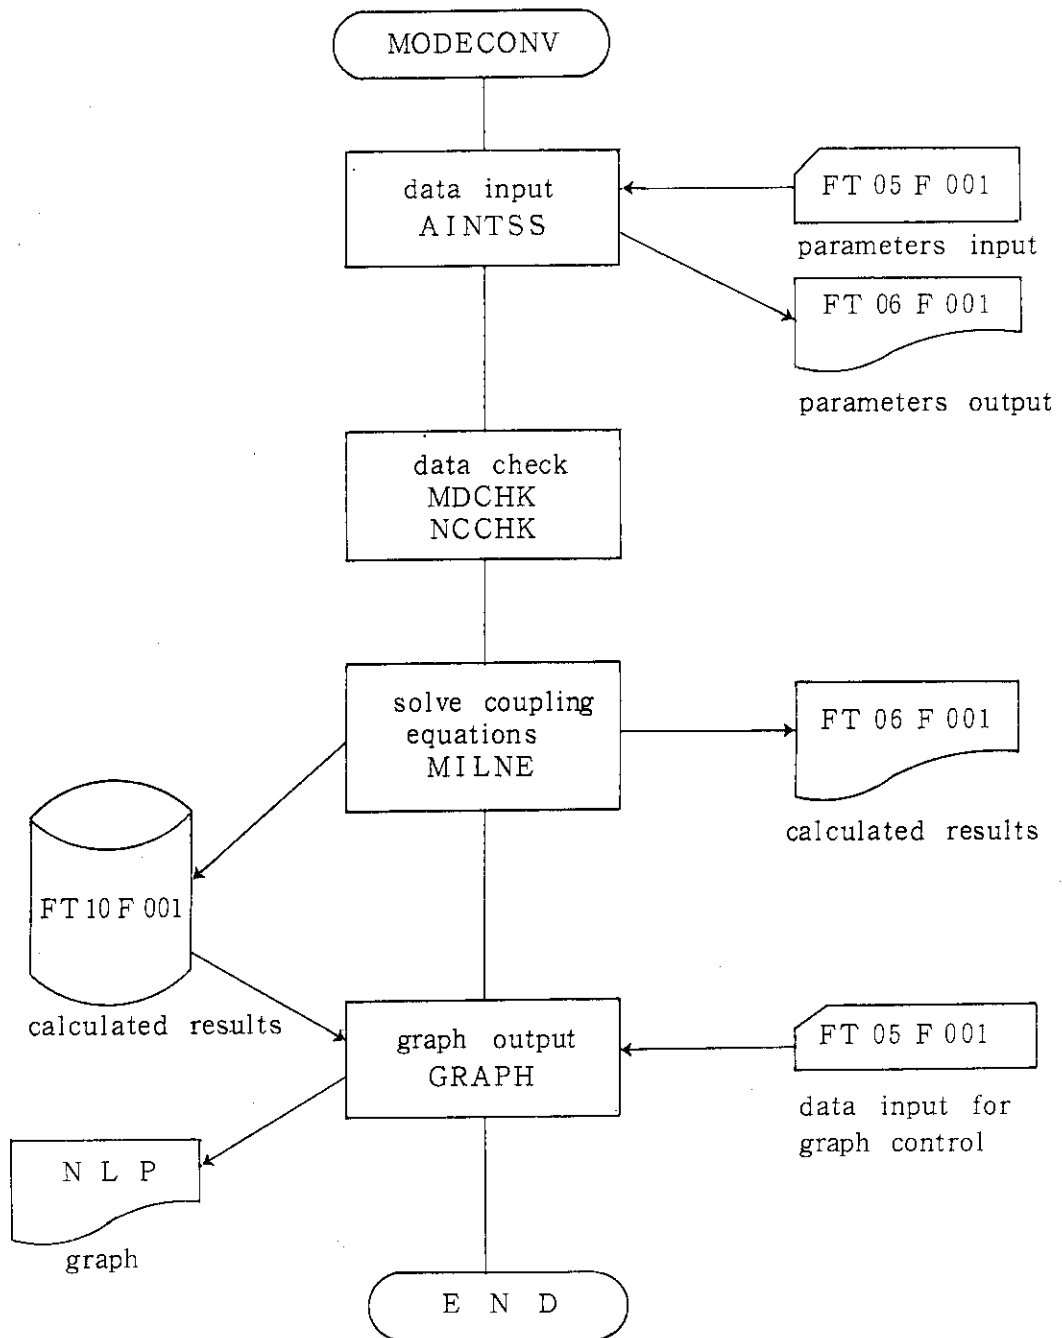 MODECONV
data input
AINTSS
FT 05 F 001
parameters input
FT 06 F 001
parameters output
data check
MDCHK
NCCHK
solve coupling
equations
MILNE
FT 06 F 001
calculated results
FT 10 F 001
calculated results
graph output
GRAPH
FT 05 F 001
data input for
graph control
N L P
graph
E N D